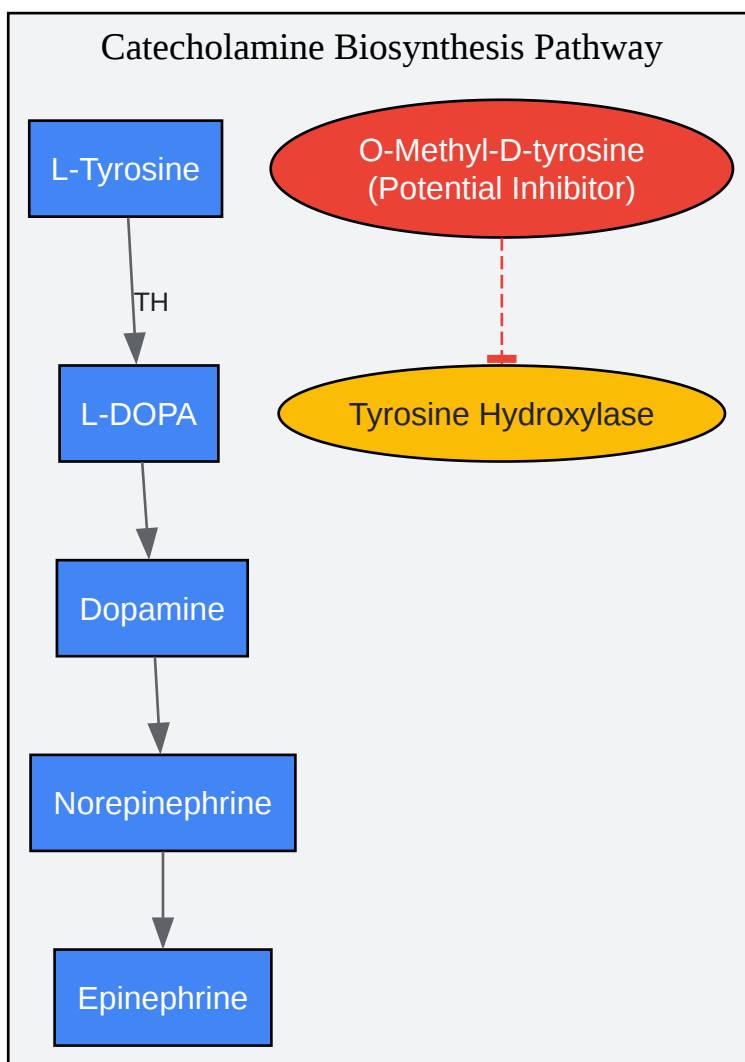 Catecholamine Biosynthesis Pathway
L-Tyrosine
O-Methyl-D-tyrosine
(Potential Inhibitor)
TH
L-DOPA
Tyrosine Hydroxylase
Dopamine
Norepinephrine
Epinephrine